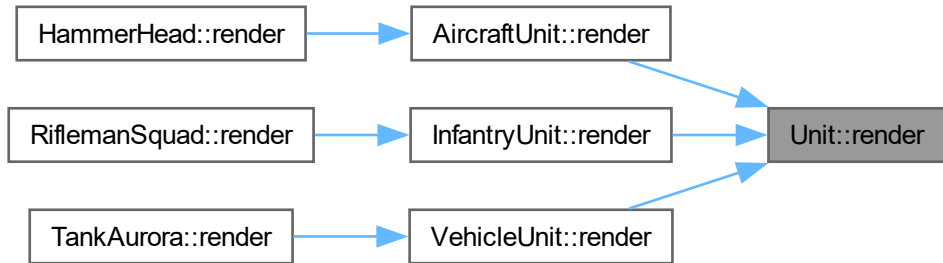 HammerHead::render
AircraftUnit::render
RiflemanSquad::render
InfantryUnit::render
Unit::render
TankAurora::render
VehicleUnit::render